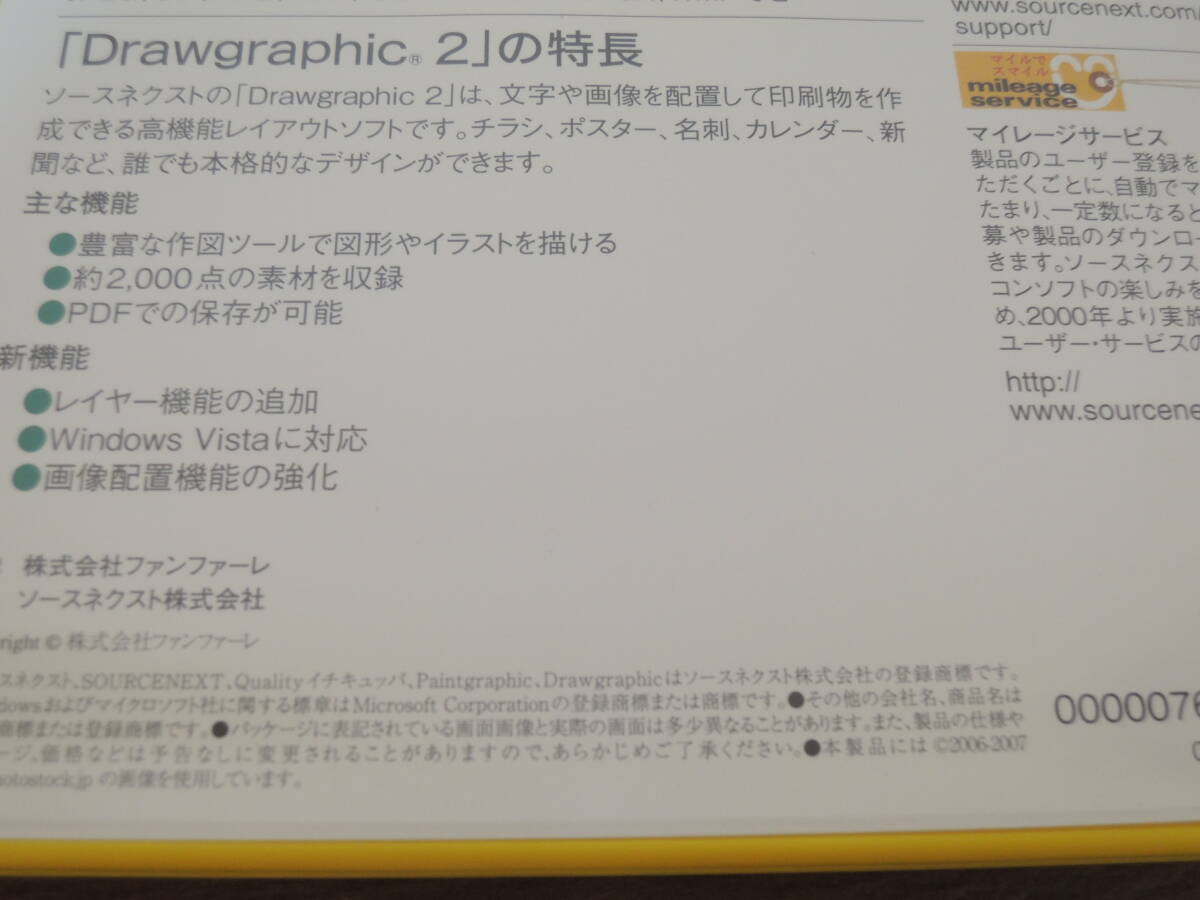 「Drawgraphic® 2」の特長
ソースネクストの「Drawgraphic 2」は、文字や画像を配置して印刷物を作
成できる高機能レイアウトソフトです。チラシ、ポスター、名刺、カレンダー、新
聞など、誰でも本格的なデザインができます。
主な機能
●豊富な作図ツールで図形やイラストを描ける
●約2,000点の素材を収録
●PDFでの保存が可能
新機能
●レイヤー機能の追加
●Windows Vistaに対応
●画像配置機能の強化
株式会社ファンファーレ
ソースネクスト株式会社
right © 株式会社ファンファーレ
スネクスト、SOURCENEXT、Qualityイチキュッパ、Paintgraphic、Drawgraphicはソースネクスト株式会社の登録商標です。
dowsおよびマイクロソフト社に関する標章はMicrosoft Corporationの登録商標または商標です。●その他の会社名、商品名は
商標または登録商標です。●パッケージに表記されている画面画像と実際の画面は多少異なることがあります。また、製品の仕様や
ージ、価格などは予告なしに変更されることがありますので、あらかじめご了承ください。●本製品には©2006-2007
otostock.jp の画像を使用しています。
www.sourcenext.com/
support/
マイルで
スマイル
mileage
service
マイレージサービス
製品のユーザー登録を
ただくごとに、自動でマ
たまり、一定数になると
募や製品のダウンロー
きます。ソースネクス
コンソフトの楽しみを
め、2000年より実施
ユーザー・サービスの
http://
www.sourcene
0000076